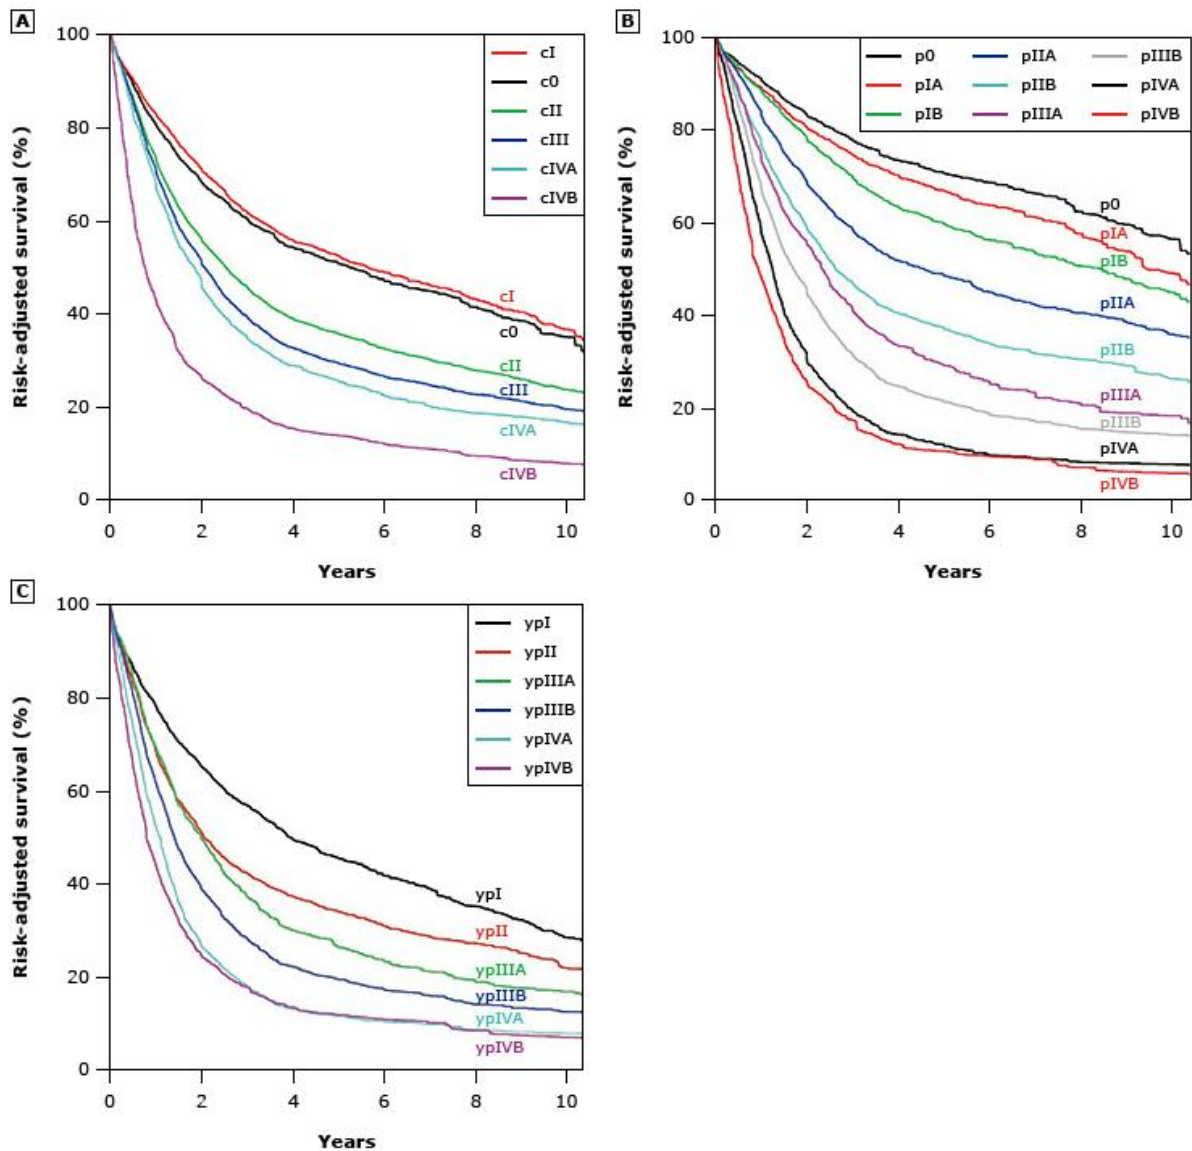 A
Risk-adjusted survival (%)
100
80
60
40
20
0
cI
c0
cII
cIII
cIVA
cIVB
cI
c0
cII
cIII
cIVA
cIVB
0 2 4 6 8 10
Years
B
Risk-adjusted survival (%)
100
80
60
40
20
0
p0 pIIA pIIIB
pIA pIIB pIVA
pIB pIIIA pIVB
p0
pIA
pIB
pIIA
pIIB
pIIIA
pIIIB
pIVA
pIVB
0 2 4 6 8 10
Years
C
Risk-adjusted survival (%)
100
80
60
40
20
0
ypI
ypII
ypIIIA
ypIIIB
ypIVA
ypIVB
ypI
ypII
ypIIIA
ypIIIB
ypIVA
ypIVB
0 2 4 6 8 10
Years